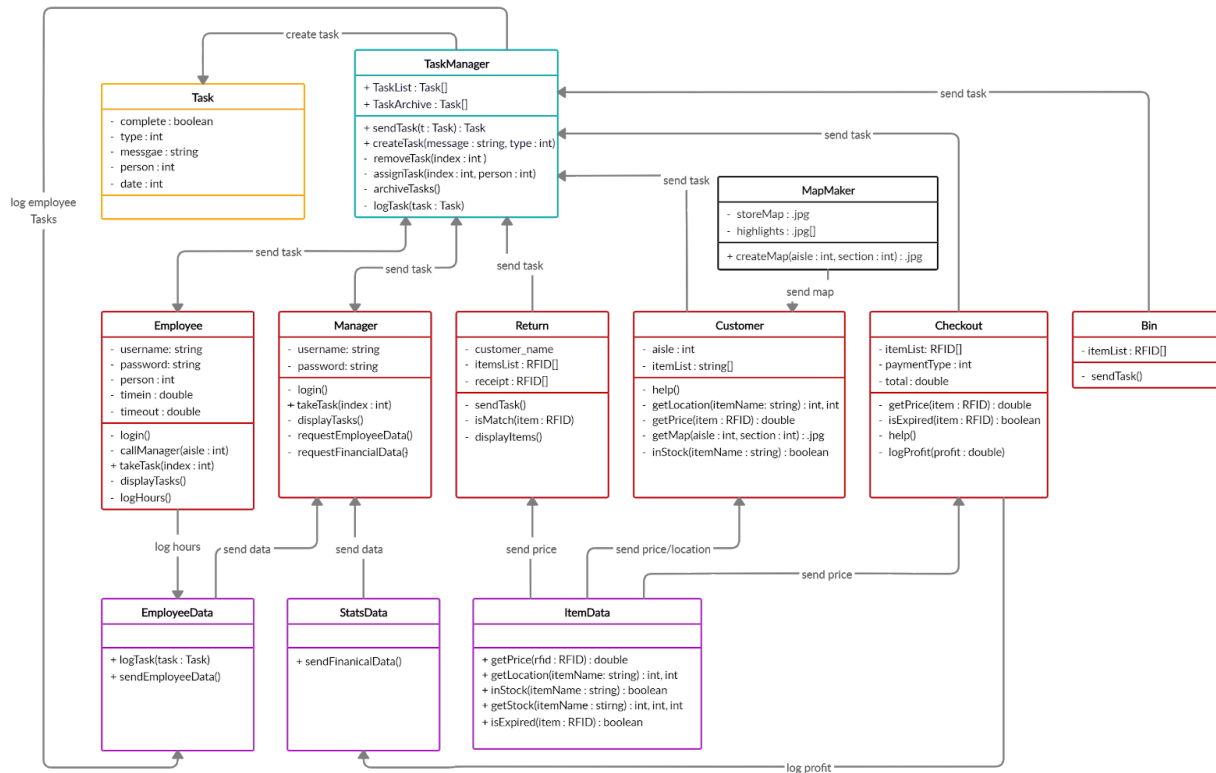 create task
TaskManager
+ TaskList : Task[]
+ TaskArchive : Task[]
+ sendTask(t : Task) : Task
+ createTask(message : string, type : int)
- removeTask(index : int )
- assignTask(index : int, person : int)
- archiveTasks()
- logTask(task : Task)
Task
- complete : boolean
- type : int
- messgae : string
- person : int
- date : int
log employee
Tasks
send task
send task
send task
MapMaker
- storeMap : .jpg
- highlights : .jpg[]
+ createMap(aisle : int, section : int) : .jpg
send task
send task
send task
send map
Employee
- username: string
- password: string
- person : int
- timein : double
- timeout : double
- login()
- callManager(aisle : int)
+ takeTask(index : int)
- displayTasks()
- logHours()
Manager
- username: string
- password: string
- login()
+ takeTask(index : int)
- displayTasks()
- requestEmployeeData()
- requestFinancialData()
Return
- customer_name
- itemsList : RFID[]
- receipt : RFID[]
- sendTask()
- isMatch(item : RFID)
- displayItems()
Customer
- aisle : int
- itemList : string[]
- help()
- getLocation(itemName: string) : int, int
- getPrice(item : RFID) : double
- getMap(aisle : int, section : int) : .jpg
- inStock(itemName : string) : boolean
Checkout
- itemList: RFID[]
- paymentType : int
- total : double
- getPrice(item : RFID) : double
- isExpired(item : RFID) : boolean
- help()
- logProfit(profit : double)
Bin
- itemList : RFID[]
- sendTask()
log hours
send data
send data
send price
send price/location
send price
EmployeeData
+ logTask(task : Task)
+ sendEmployeeData()
StatsData
+ sendFinanicalData()
ItemData
+ getPrice(rfid : RFID) : double
+ getLocation(itemName: string) : int, int
+ inStock(itemName : string) : boolean
+ getStock(itemName : stirng) : int, int, int
+ isExpired(item : RFID) : boolean
log profit